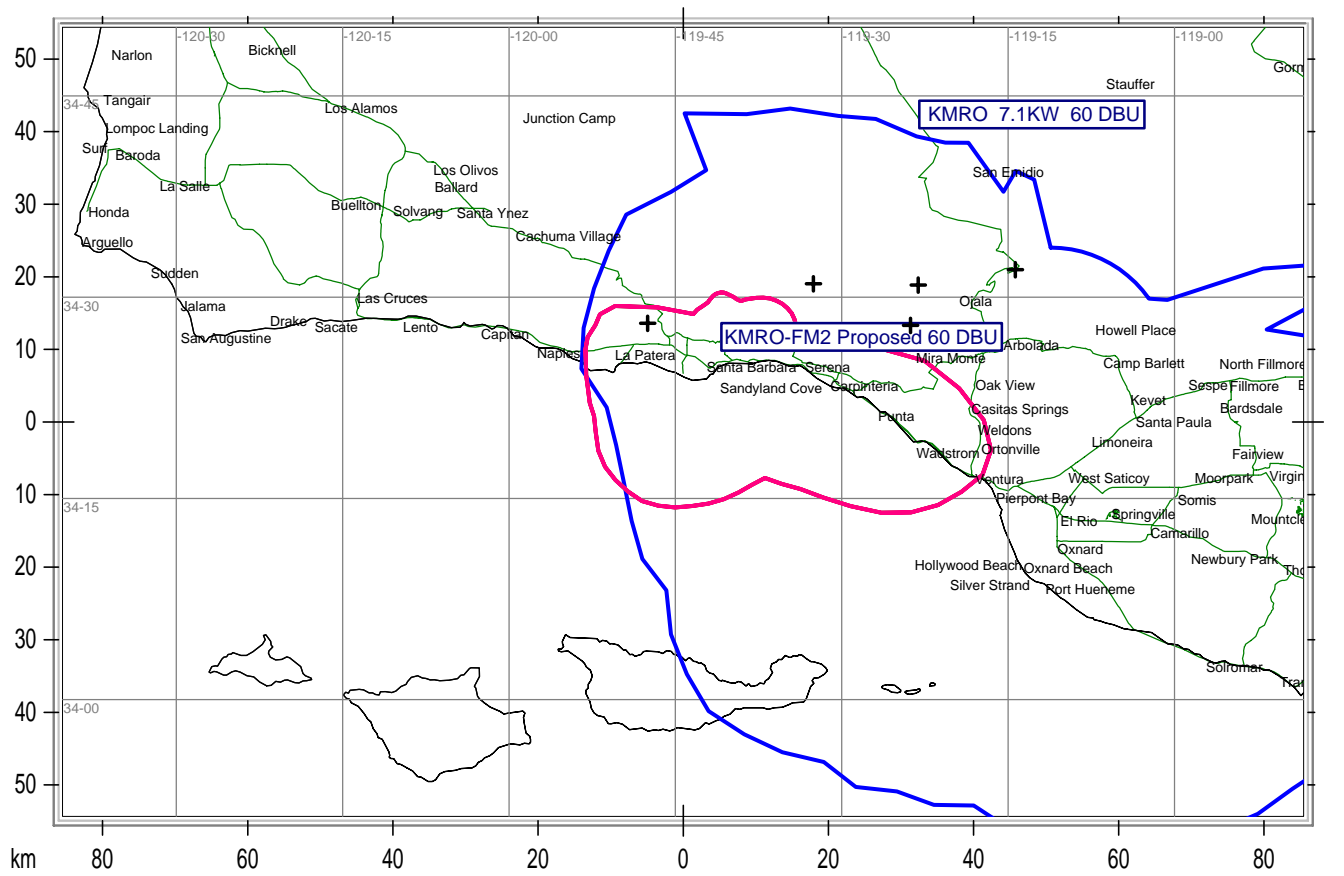 -120-30
-120-15
-120-00
-119-45
-119-30
-119-15
-119-00
50
Narlon
Bicknell
Gorn
Stauffer
34-45
Tangair
Los Alamos
KMRO 7.1KW 60 DBU
40
Lompoc Landing
Junction Camp
Surf
Baroda
Los Olivos
San Emidio
30
La Salle
Ballard
Honda
Buellton
Solvang
Santa Ynez
Arguello
Cachuma Village
20
Sudden
34-30
Jalama
Las Cruces
Ojala
Drake
Sacate
Lento
San Augustine
Capitan
KMRO-FM2 Proposed 60 DBU
Howell Place
10
Naples
La Patera
Arbolada
Mira Monte
Santa Barbara
Serena
Camp Barlett
North Fillmore
Sandyland Cove
Carpinteria
Oak View
Sespe
Fillmore
E
Kevet
0
Punta
Casitas Springs
Bardsdale
Weldons
Santa Paula
Limoneira
Wadstrom
Ortonville
Fairview
Ventura
West Saticoy
Moorpark
Virgin
10
34-15
Pierpont Bay
Somis
El Rio
Springville
Mountcle
Camarillo
Oxnard
Newbury Park
20
Hollywood Beach
Oxnard Beach
Tho
Silver Strand
Port Hueneme
30
Solromar
Tran
40
34-00
50
km
80
60
40
20
0
20
40
60
80